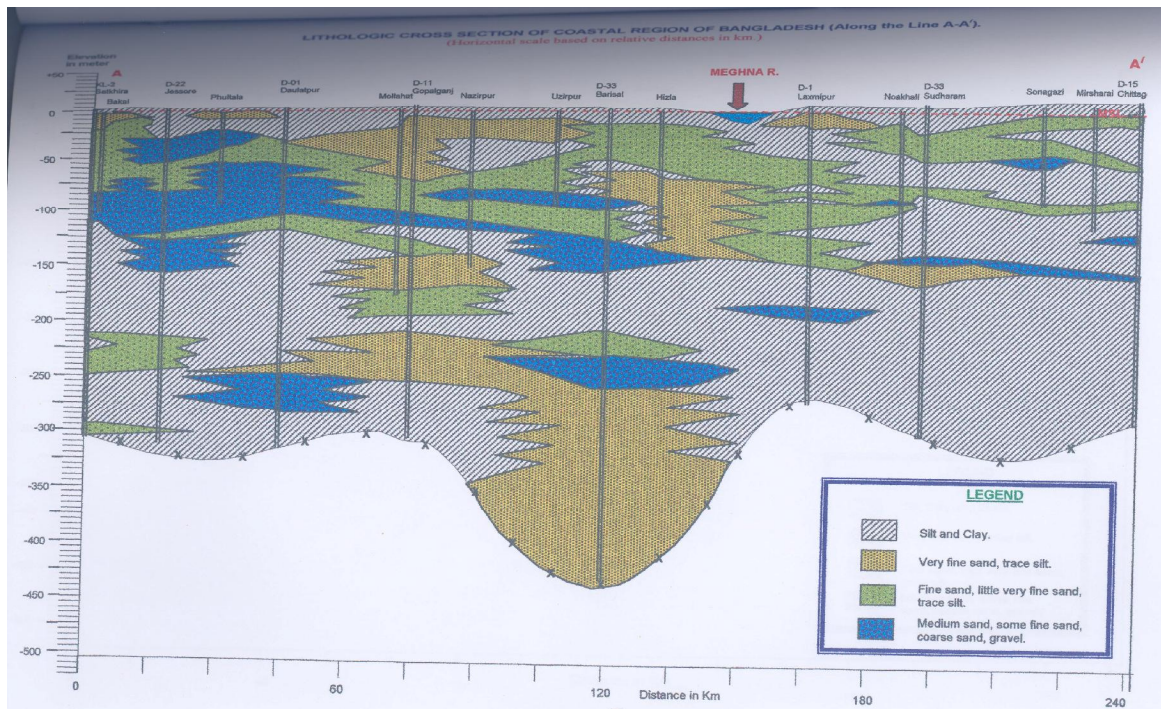 LITHOLOGIC CROSS SECTION OF COASTAL REGION OF BANGLADESH (Along the Line A-A').
(Horizontal scale based on relative distances in km.)
Elevation
in meter
+50
0
-50
-100
-150
-200
-250
-300
-350
-400
-450
-500
A
KL-3
Satkhira
Bakal
D-22
Jessore
Phultala
D-01
Daulatpur
Mollahat
D-11
Gopalganj
Nazirpur
Uzirpur
D-33
Barisal
Hizla
MEGHNA R.
D-1
Laxmipur
Noakhali
D-33
Sudharam
Sonagazi
Mirsharai
D-15
Chittag
A'
LEGEND
Silt and Clay.
Very fine sand, trace silt.
Fine sand, little very fine sand,
trace silt.
Medium sand, some fine sand,
coarse sand, gravel.
0
60
120
Distance in Km
180
240